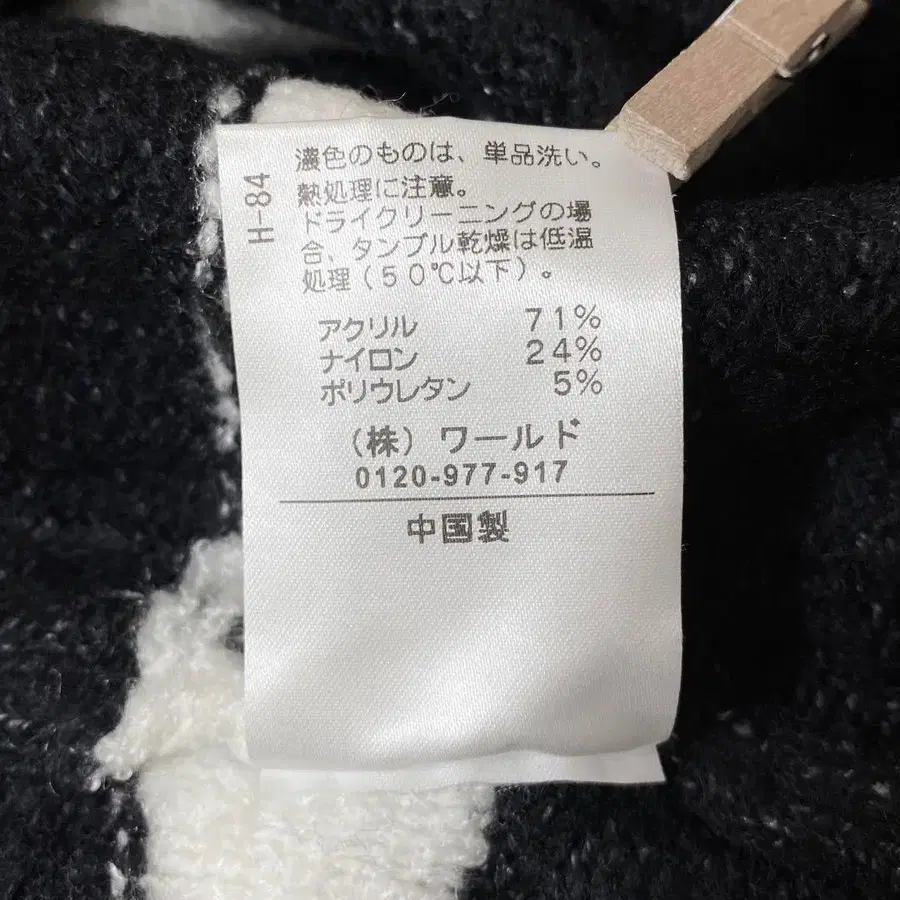 H-84
濃色のものは、単品洗い。
熱処理に注意。
ドライクリーニングの場
合、タンブル乾燥は低温
処理(50℃以下)。
アクリル 71%
ナイロン 24%
ポリウレタン 5%
(株)ワールド
0120-977-917
中国製